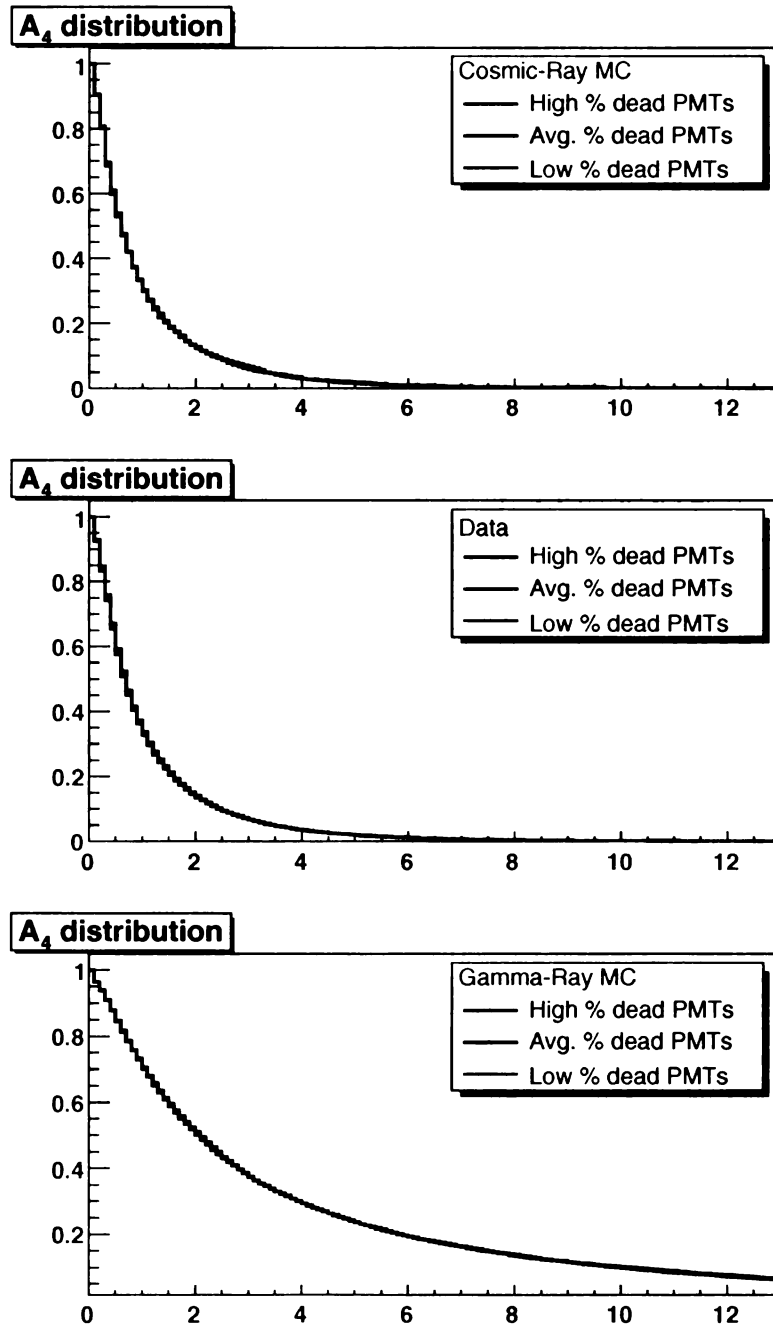 A4 distribution
Cosmic-Ray MC
High % dead PMTs
Avg. % dead PMTs
Low % dead PMTs
1
0.8
0.6
0.4
0.2
0
0 2 4 6 8 10 12
A4 distribution
Data
High % dead PMTs
Avg. % dead PMTs
Low % dead PMTs
1
0.8
0.6
0.4
0.2
0
0 2 4 6 8 10 12
A4 distribution
Gamma-Ray MC
High % dead PMTs
Avg. % dead PMTs
Low % dead PMTs
1
0.8
0.6
0.4
0.2
0 2 4 6 8 10 12